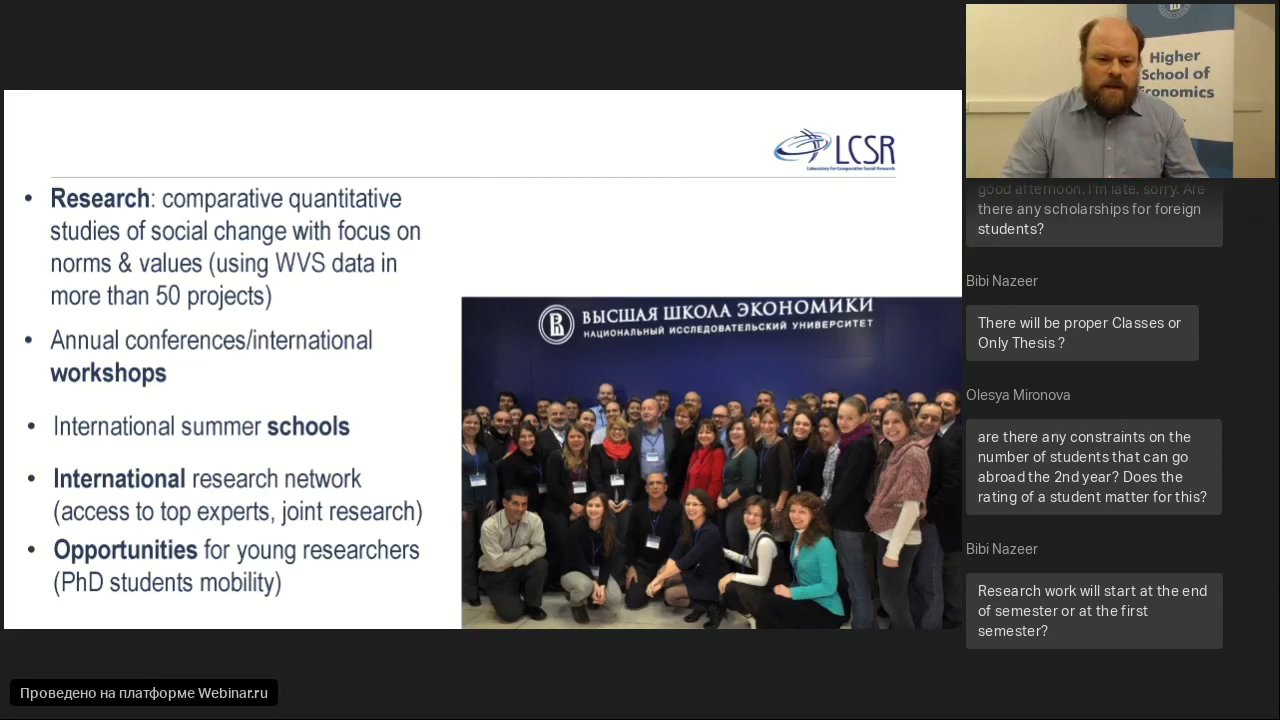 LCSR
Laboratory for Comparative Social Research
• Research: comparative quantitative
studies of social change with focus on
norms & values (using WVS data in
more than 50 projects)
• Annual conferences/international
workshops
• International summer schools
• International research network
(access to top experts, joint research)
• Opportunities for young researchers
(PhD students mobility)
ВЫСШАЯ ШКОЛА ЭКОНОМИКИ
НАЦИОНАЛЬНЫЙ ИССЛЕДОВАТЕЛЬСКИЙ УНИВЕРСИТЕТ
Higher
School of
Economics
good afternoon. I'm late, sorry. Are
there any scholarships for foreign
students?
Bibi Nazeer
There will be proper Classes or
Only Thesis ?
Olesya Mironova
are there any constraints on the
number of students that can go
abroad the 2nd year? Does the
rating of a student matter for this?
Bibi Nazeer
Research work will start at the end
of semester or at the first
semester?
Проведено на платформе Webinar.ru